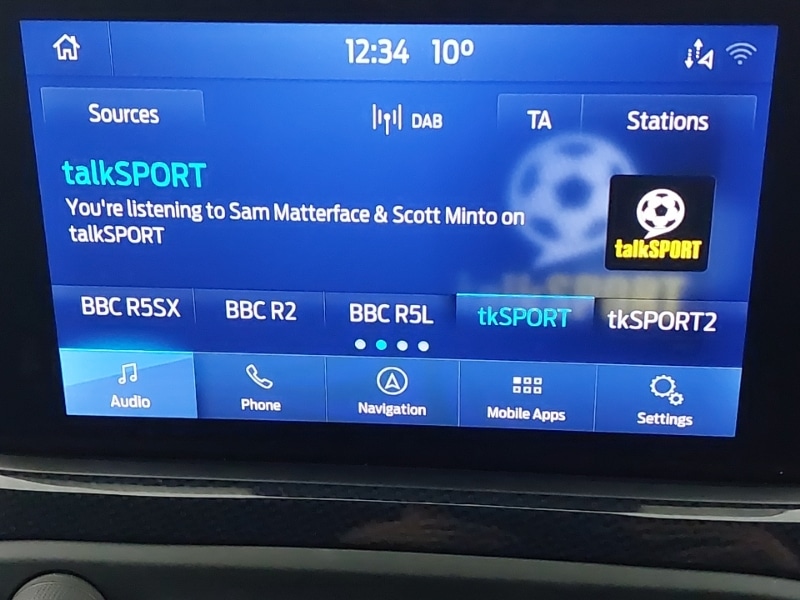 12:34 10°
Sources DAB TA Stations
talkSPORT
You're listening to Sam Matterface & Scott Minto on
talkSPORT
talkSPORT
BBC R5SX BBC R2 BBC R5L tkSPORT tkSPORT2
Audio Phone Navigation Mobile Apps Settings